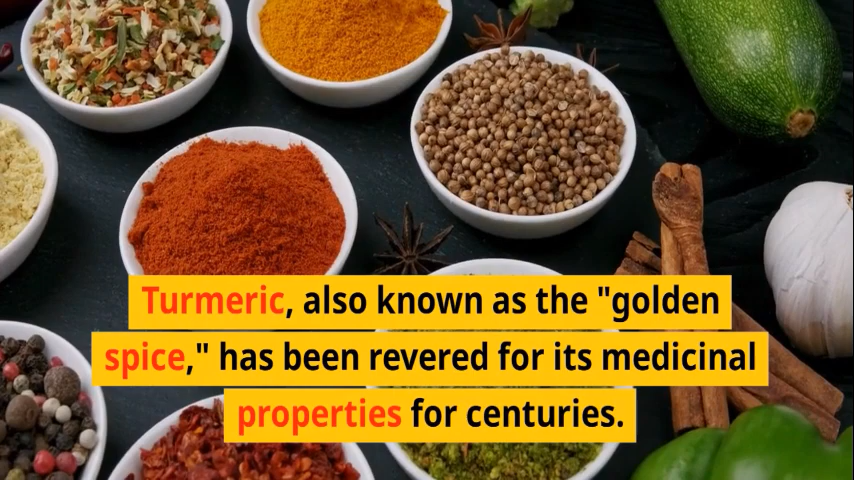 Turmeric, also known as the "golden
spice," has been revered for its medicinal
properties for centuries.